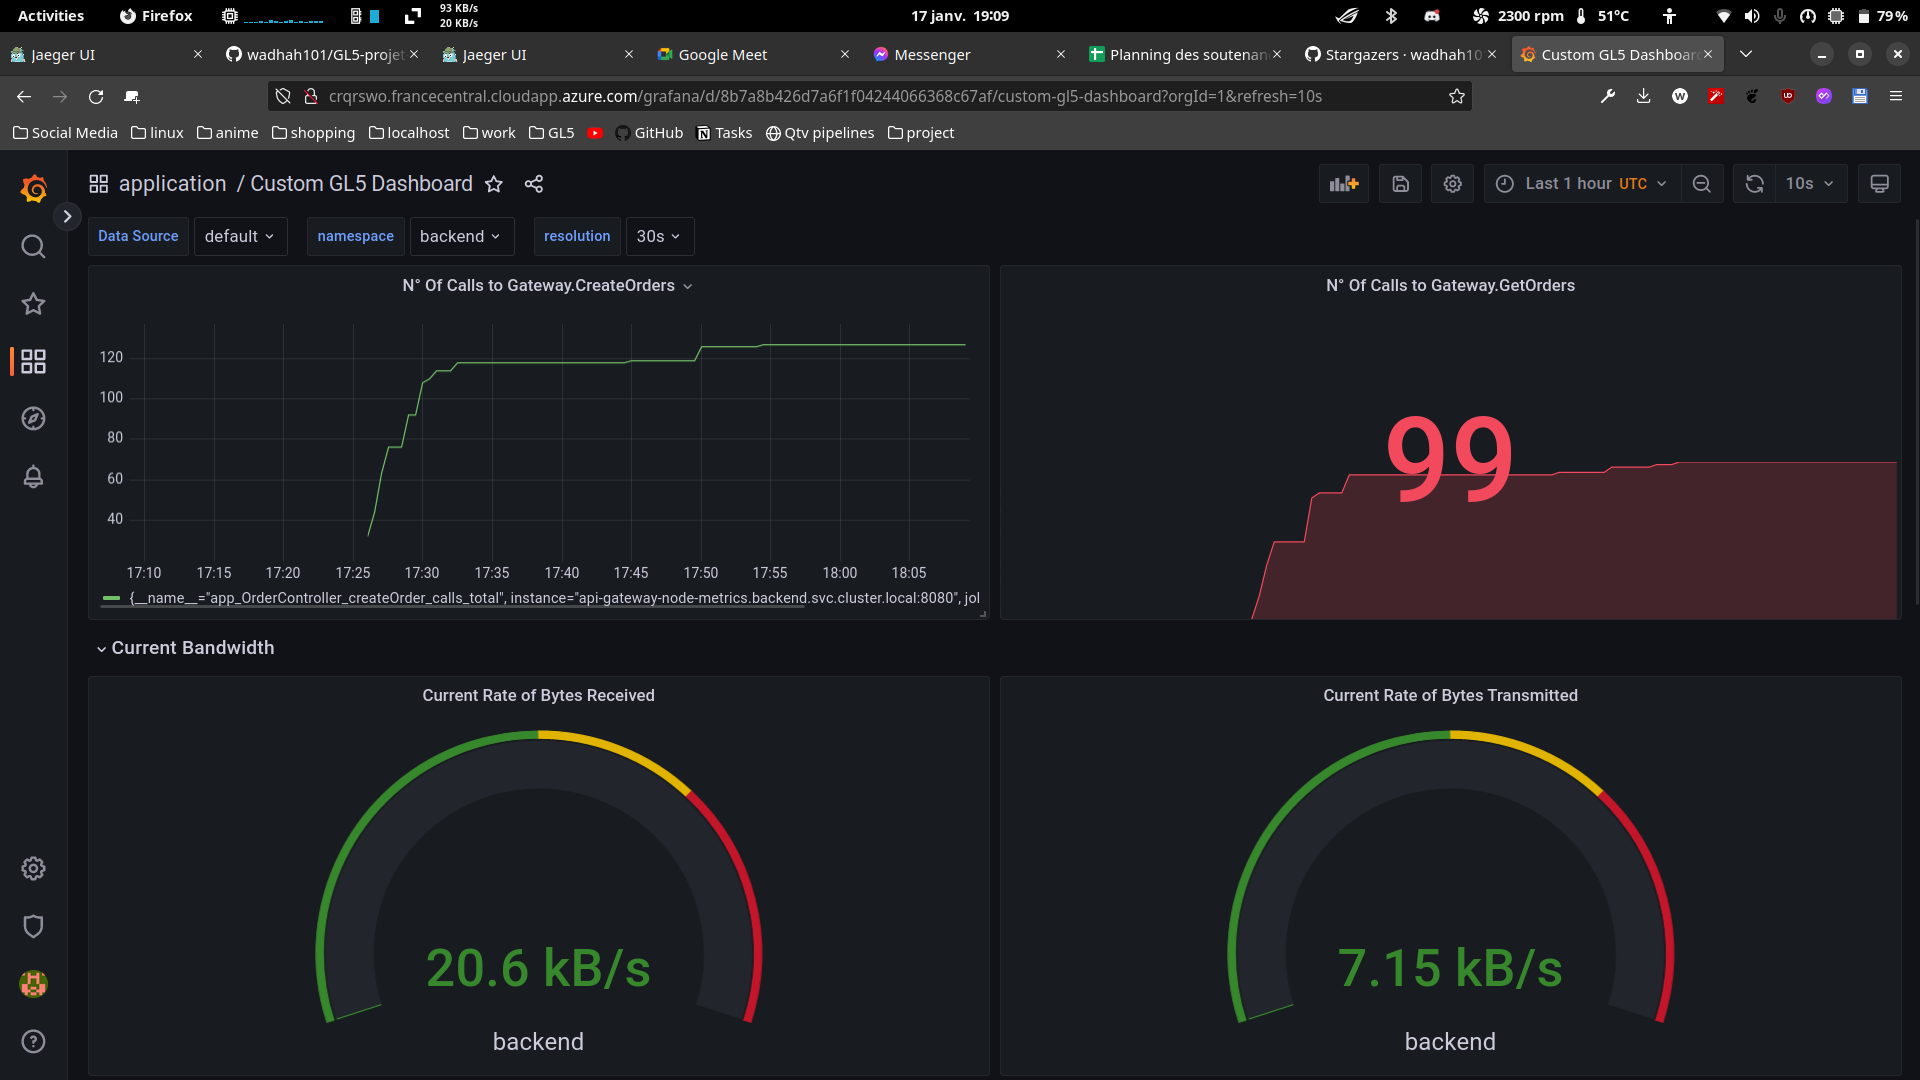 Activities Firefox 93 KB/s 17 janv. 19:09 2300 rpm 51°C 79%
20 KB/s
Jaeger UI wadhah101/GL5-projet Jaeger UI Google Meet Messenger Planning des soutenan Stargazers · wadhah10 Custom GL5 Dashboar
crqrswo.francecentral.cloudapp.azure.com/grafana/d/8b7a8b426d7a6f1f04244066368c67af/custom-gl5-dashboard?orgId=1&refresh=10s
Social Media linux anime shopping localhost work GL5 GitHub Tasks Qtv pipelines project
application / Custom GL5 Dashboard Last 1 hour UTC 10s
Data Source default namespace backend resolution 30s
N° Of Calls to Gateway.CreateOrders
120
100
80
60
40
17:10 17:15 17:20 17:25 17:30 17:35 17:40 17:45 17:50 17:55 18:00 18:05
{__name__="app_OrderController_createOrder_calls_total", instance="api-gateway-node-metrics.backend.svc.cluster.local:8080", jol
N° Of Calls to Gateway.GetOrders
99
Current Bandwidth
Current Rate of Bytes Received
20.6 kB/s
backend
Current Rate of Bytes Transmitted
7.15 kB/s
backend